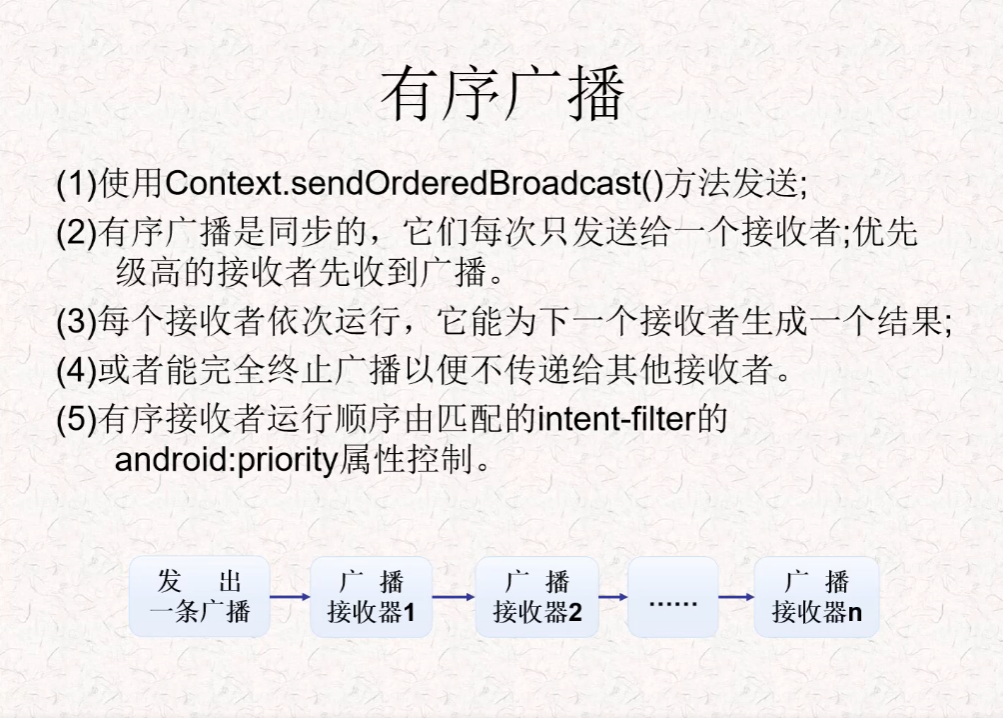 有序广播
(1)使用Context.sendOrderedBroadcast()方法发送;
(2)有序广播是同步的，它们每次只发送给一个接收者;优先
级高的接收者先收到广播。
(3)每个接收者依次运行，它能为下一个接收者生成一个结果;
(4)或者能完全终止广播以便不传递给其他接收者。
(5)有序接收者运行顺序由匹配的intent-filter的
android:priority属性控制。
发 出
一条广播
广 播
接收器1
广 播
接收器2
……
广 播
接收器n